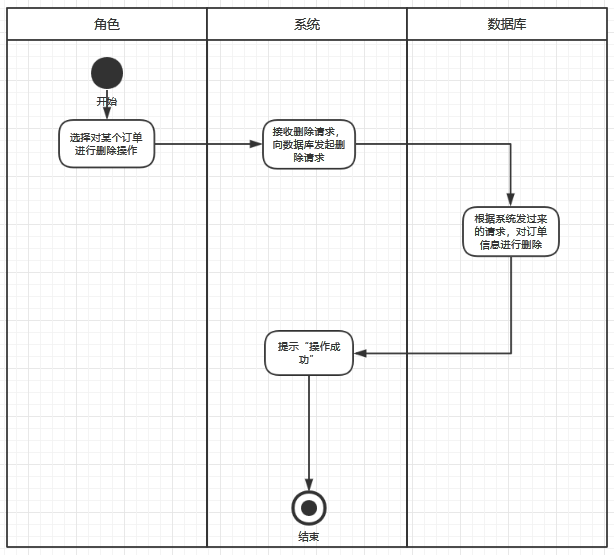 角色
系统
数据库
开始
选择对某个订单
进行删除操作
接收删除请求，
向数据库发起删
除请求
根据系统发过来
的请求，对订单
信息进行删除
提示“操作成
功”
结束